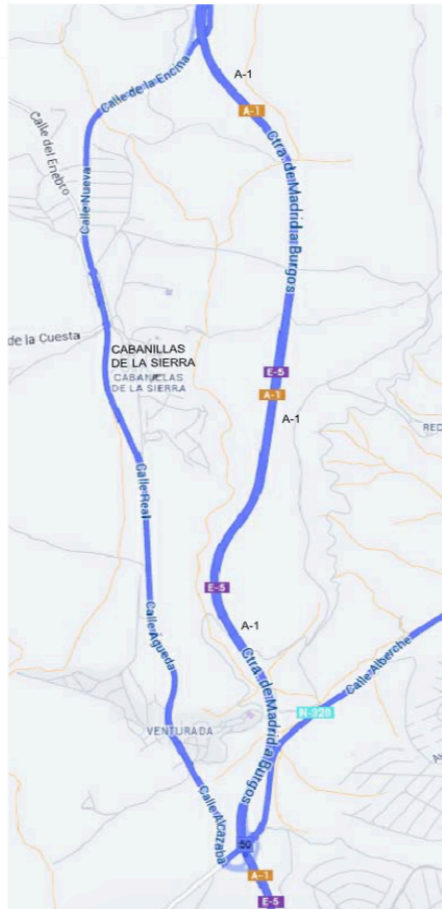 A-1
Calle de la Encina
A-1
Calle del Enebro
Ctra. de Madrid a Burgos
Calle Nueva
de la Cuesta
CABANILLAS
DE LA SIERRA
CABANILLAS
DE LA SIERRA
E-5
A-1
A-1
RED
Calle Real
E-5
Calle Águeda
A-1
Ctra. de Madrid a Burgos
Calle Alberche
N-320
VENTURADA
Calle Alcazaba
50
A-1
E-5